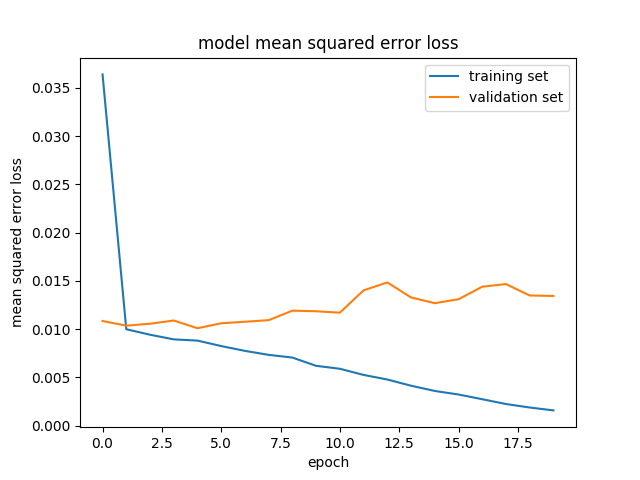 model mean squared error loss
training set
validation set
0.035
0.030
0.025
0.020
0.015
0.010
0.005
0.000
mean squared error loss
0.0 2.5 5.0 7.5 10.0 12.5 15.0 17.5
epoch